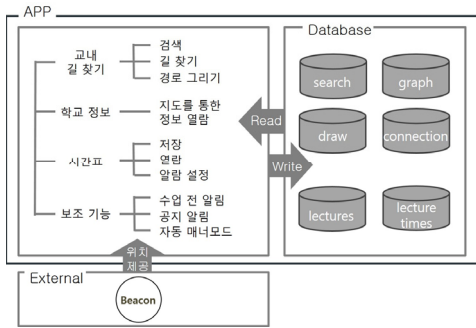 APP
교내
길 찾기
검색
길 찾기
경로 그리기
학교 정보
지도를 통한
정보 열람
시간표
저장
열람
알람 설정
보조 기능
수업 전 알림
공지 알림
자동 매너모드
Read
Write
Database
search
graph
draw
connection
lectures
lecture
times
위치
제공
External
Beacon